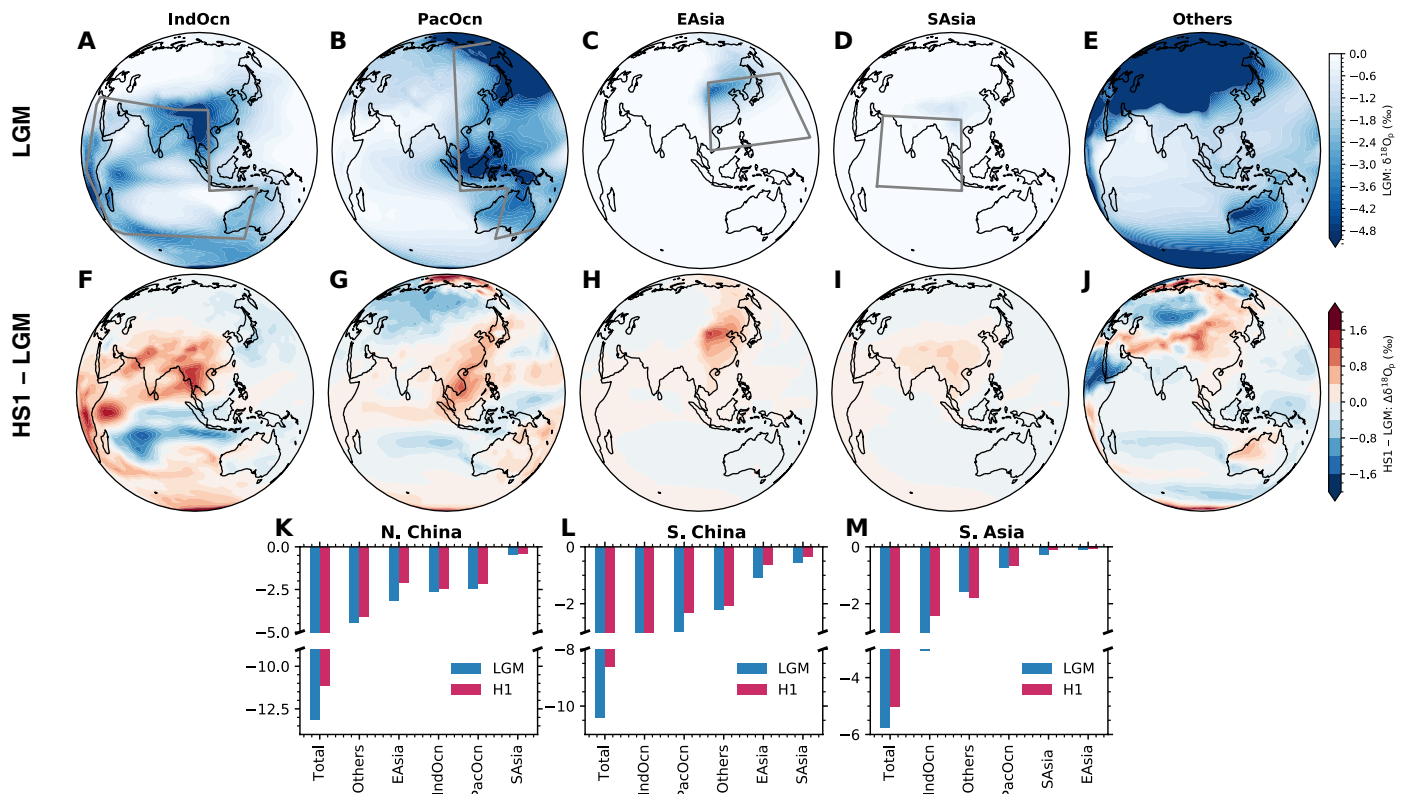 IndOcn PacOcn EAsia SAsia Others
A B C D E
LGM
0.0
−0.6
−1.2
−1.8
−2.4
−3.0
−3.6
−4.2
−4.8
LGM: δ¹⁸Oₚ (‰)
F G H I J
HS1 − LGM
1.6
0.8
0.0
−0.8
−1.6
HS1 − LGM: Δδ¹⁸Oₚ (‰)
K N. China
0.0
−2.5
−5.0
−10.0
−12.5
LGM
H1
Total Others EAsia IndOcn PacOcn SAsia
L S. China
0
−2
−8
−10
LGM
H1
Total IndOcn PacOcn Others EAsia SAsia
M S. Asia
0
−2
−4
−6
LGM
H1
Total IndOcn Others PacOcn SAsia EAsia